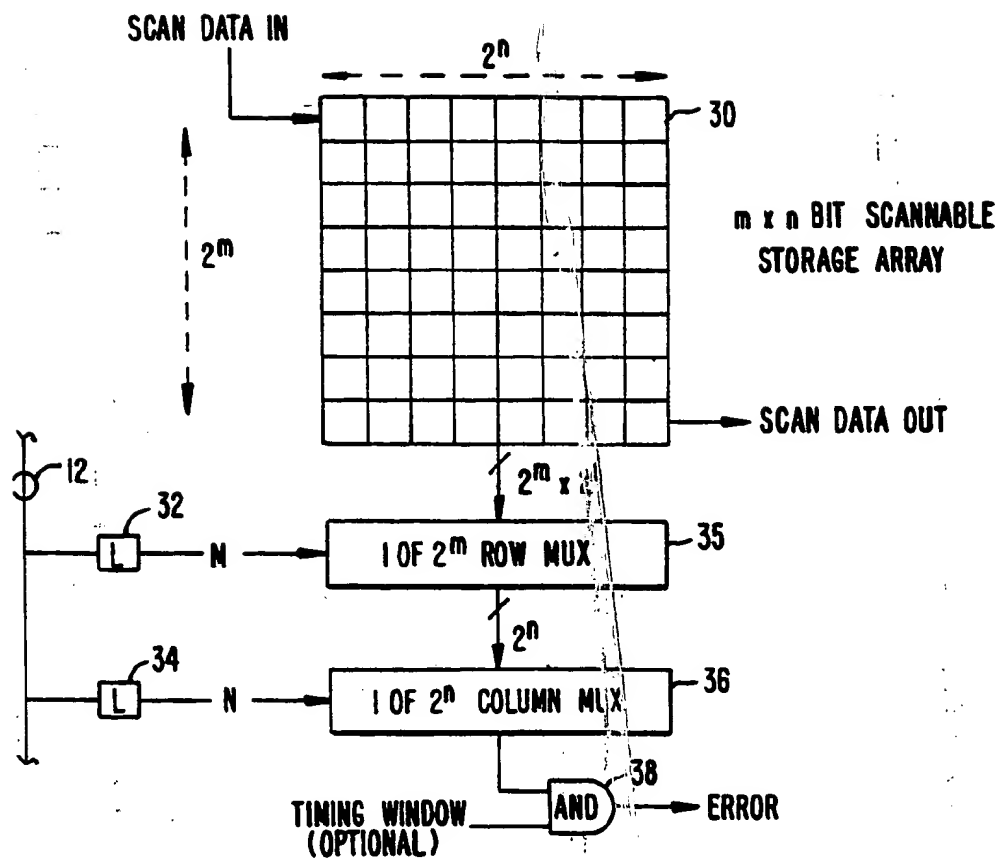 SCAN DATA IN
2ⁿ
30
m x n BIT SCANNABLE
STORAGE ARRAY
2ᵐ
SCAN DATA OUT
12
2ᵐ x
32
L
M
1 OF 2ᵐ ROW MUX
35
2ⁿ
34
L
N
1 OF 2ⁿ COLUMN MUX
36
38
TIMING WINDOW
(OPTIONAL)
AND
ERROR